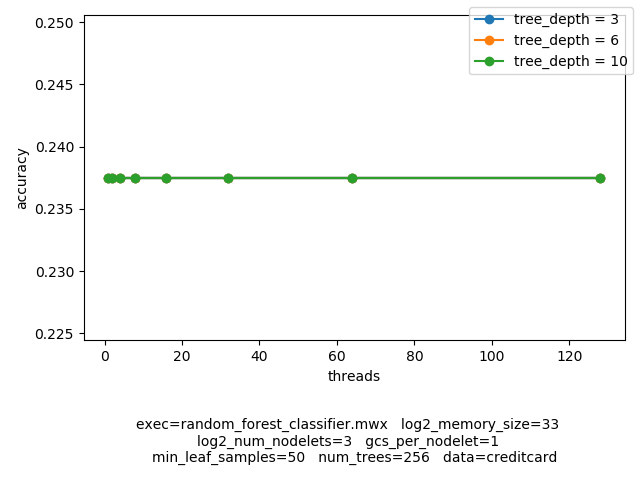 tree_depth = 3
tree_depth = 6
tree_depth = 10
0.250
0.245
0.240
0.235
0.230
0.225
accuracy
0
20
40
60
80
100
120
threads
exec=random_forest_classifier.mwx log2_memory_size=33
log2_num_nodelets=3 gcs_per_nodelet=1
min_leaf_samples=50 num_trees=256 data=creditcard